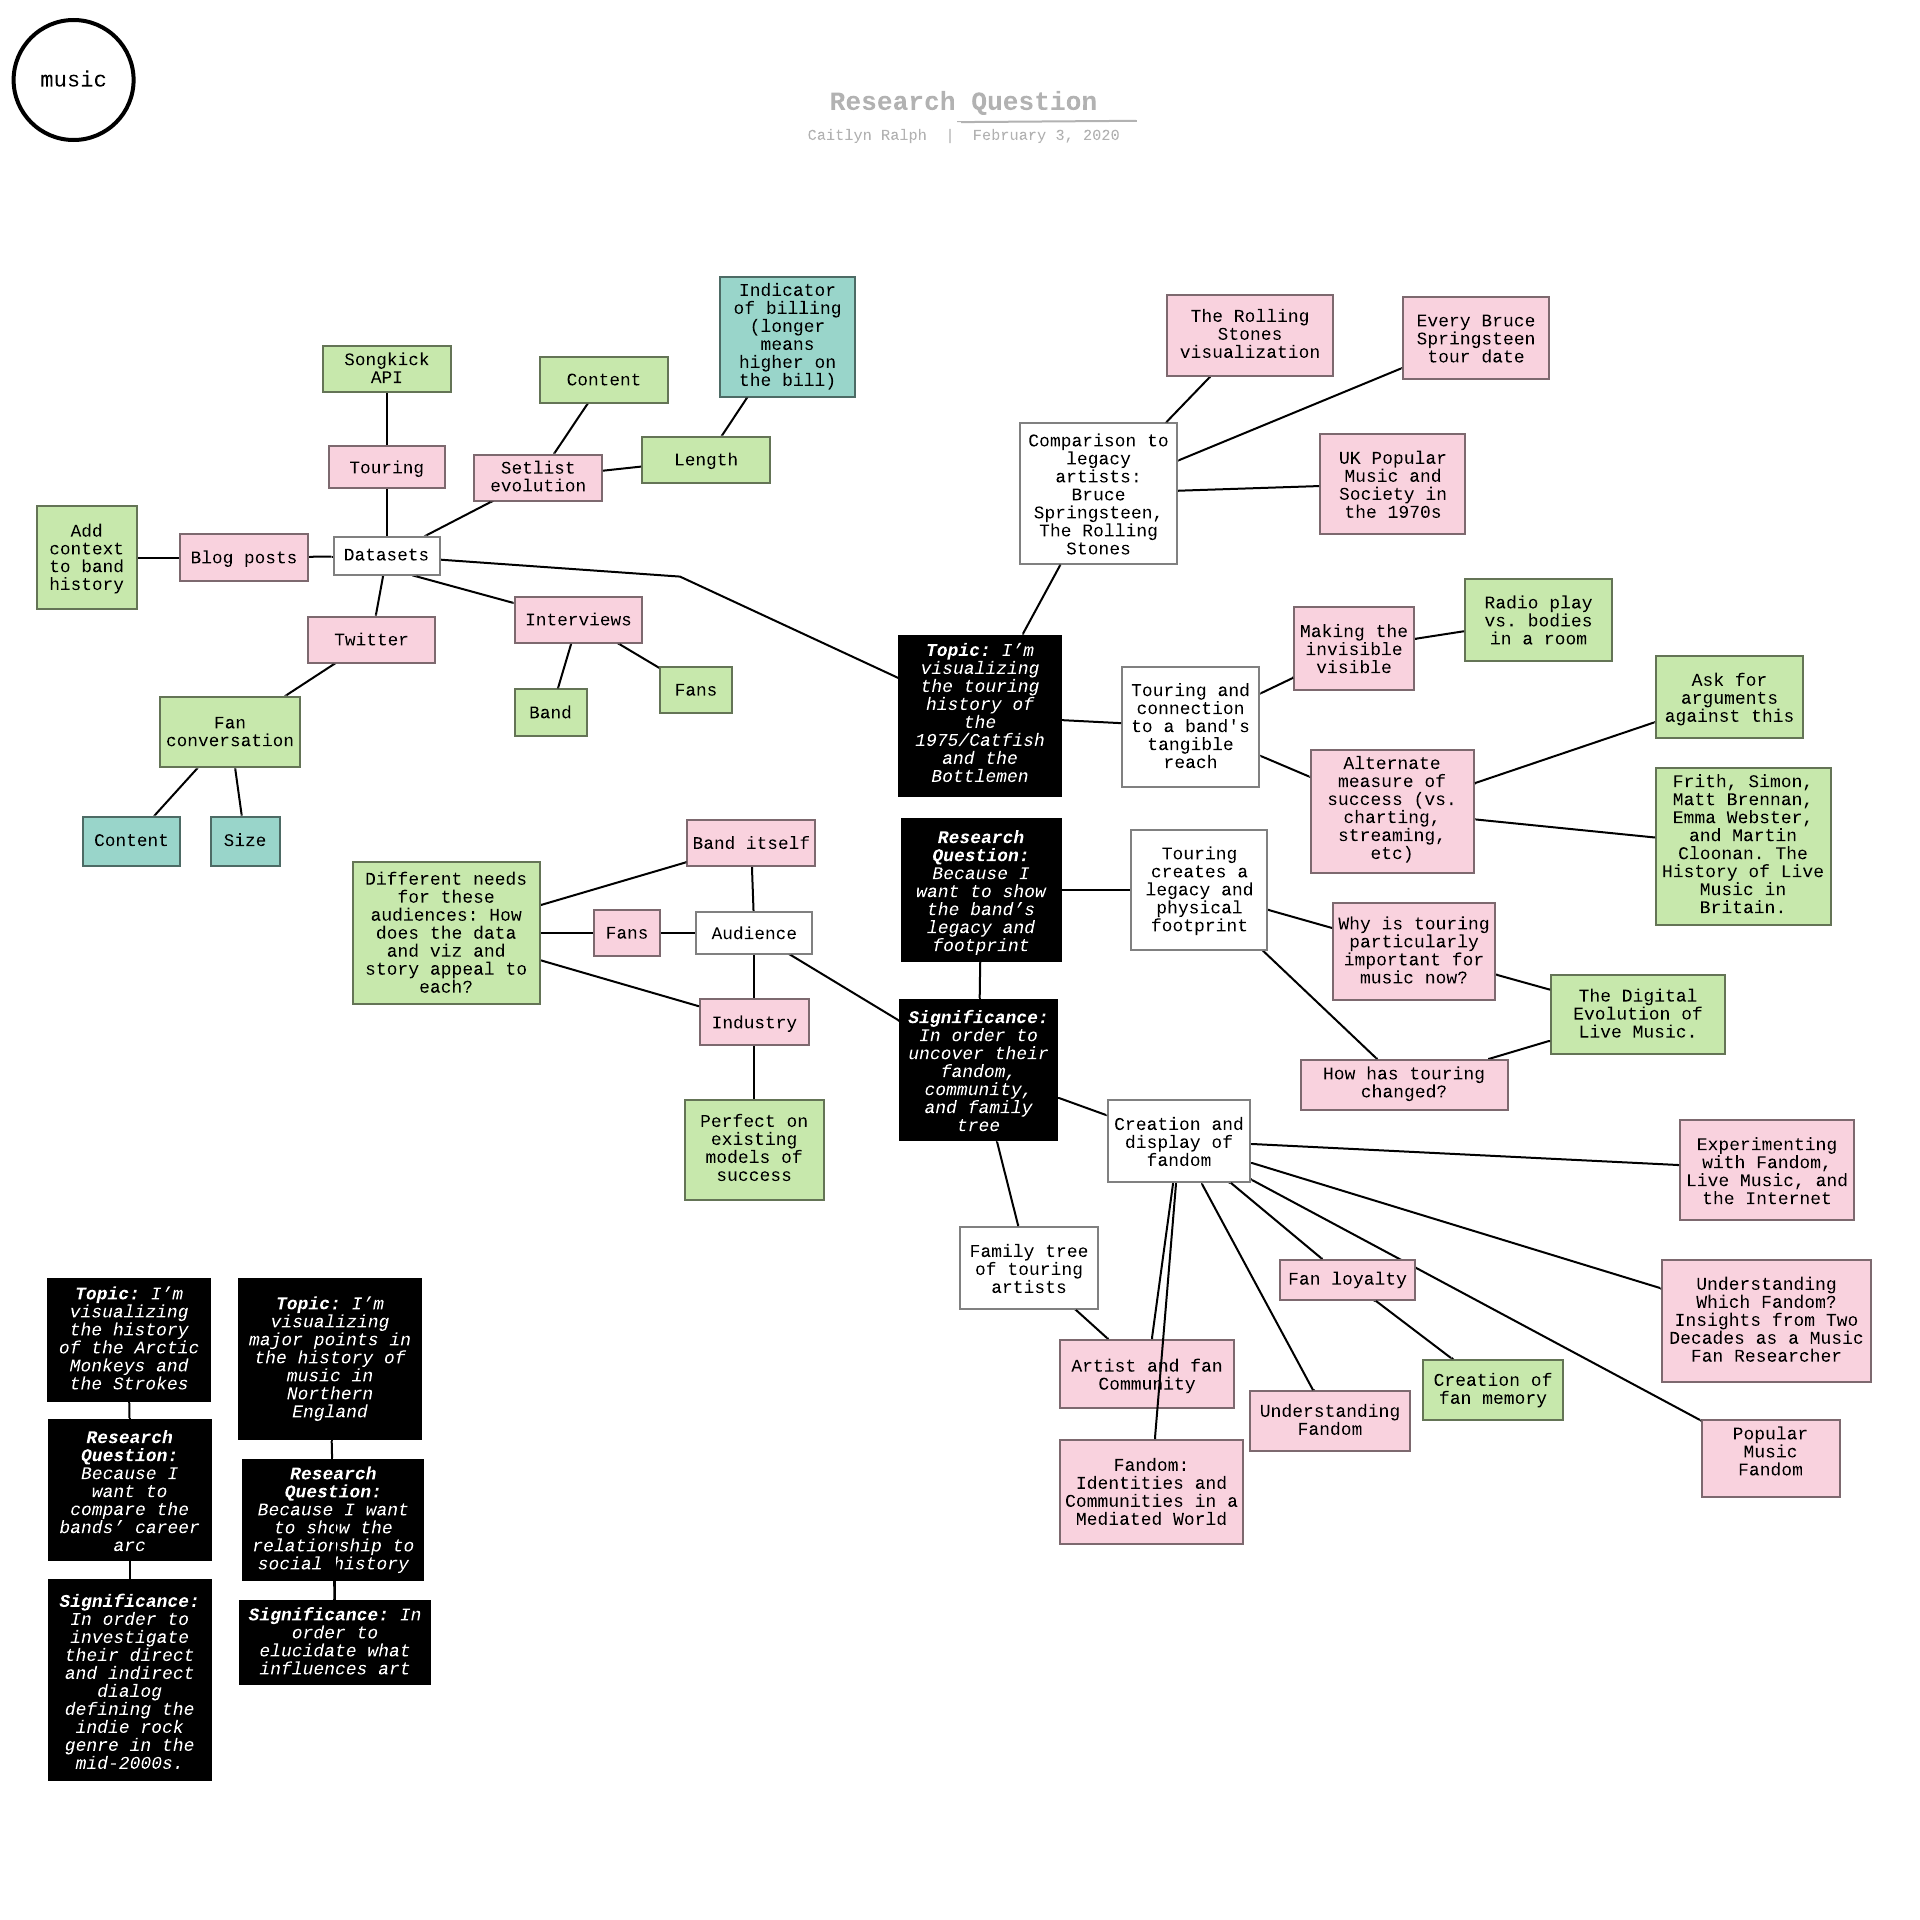 music
Research Question
Caitlyn Ralph | February 3, 2020
Indicator
of billing
(longer
means
higher on
the bill)
Songkick
API
Content
Touring
Setlist
evolution
Length
Add
context
to band
history
Blog posts
Datasets
Twitter
Interviews
Band
Fans
Fan
conversation
Content
Size
The Rolling
Stones
visualization
Every Bruce
Springsteen
tour date
Comparison to
legacy
artists:
Bruce
Springsteen,
The Rolling
Stones
UK Popular
Music and
Society in
the 1970s
Topic: I’m
visualizing
the touring
history of
the
1975/Catfish
and the
Bottlemen
Touring and
connection
to a band's
tangible
reach
Making the
invisible
visible
Radio play
vs. bodies
in a room
Alternate
measure of
success (vs.
charting,
streaming,
etc)
Ask for
arguments
against this
Frith, Simon,
Matt Brennan,
Emma Webster,
and Martin
Cloonan. The
History of Live
Music in
Britain.
Band itself
Different needs
for these
audiences: How
does the data
and viz and
story appeal to
each?
Fans
Audience
Industry
Perfect on
existing
models of
success
Research
Question:
Because I
want to show
the band’s
legacy and
footprint
Touring
creates a
legacy and
physical
footprint
Why is touring
particularly
important for
music now?
The Digital
Evolution of
Live Music.
How has touring
changed?
Significance:
In order to
uncover their
fandom,
community,
and family
tree
Creation and
display of
fandom
Experimenting
with Fandom,
Live Music, and
the Internet
Family tree
of touring
artists
Fan loyalty
Understanding
Which Fandom?
Insights from Two
Decades as a Music
Fan Researcher
Artist and fan
Community
Understanding
Fandom
Creation of
fan memory
Popular
Music
Fandom
Fandom:
Identities and
Communities in a
Mediated World
Topic: I’m
visualizing
the history
of the Arctic
Monkeys and
the Strokes
Research
Question:
Because I
want to
compare the
bands’ career
arc
Significance:
In order to
investigate
their direct
and indirect
dialog
defining the
indie rock
genre in the
mid-2000s.
Topic: I’m
visualizing
major points in
the history of
music in
Northern
England
Research
Question:
Because I want
to show the
relationship to
social history
Significance: In
order to
elucidate what
influences art